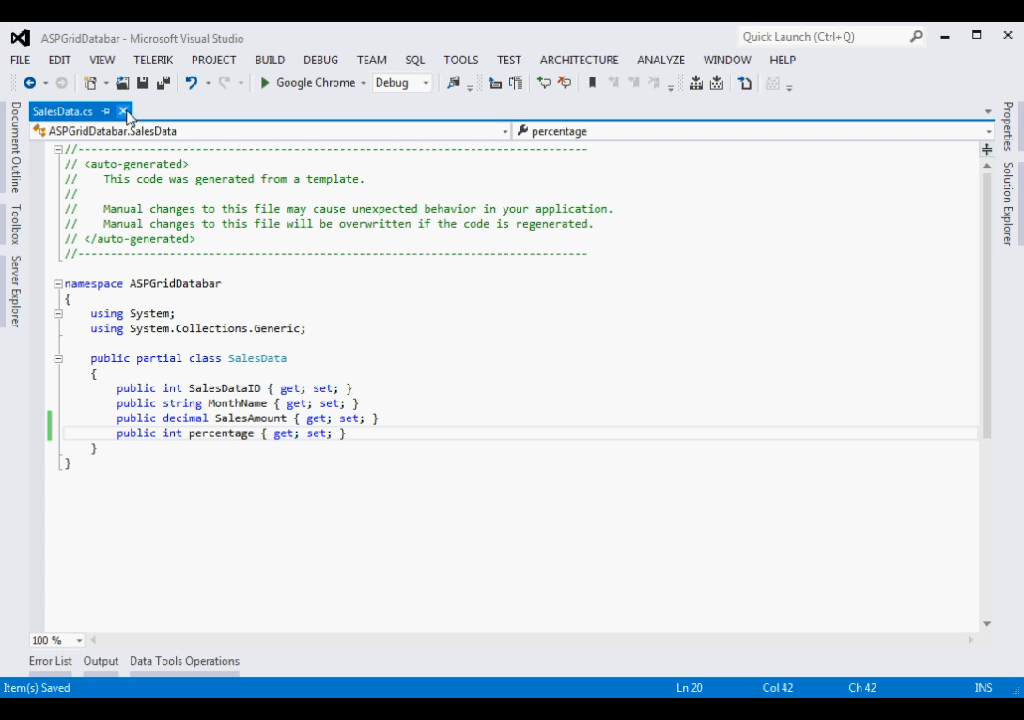 ASPGridDatabar - Microsoft Visual Studio
Quick Launch (Ctrl+Q)
FILE EDIT VIEW TELERIK PROJECT BUILD DEBUG TEAM SQL TOOLS TEST ARCHITECTURE ANALYZE WINDOW HELP
Google Chrome Debug
SalesData.cs
ASPGridDatabar.SalesData percentage
Document Outline
Toolbox
Server Explorer
Properties
Solution Explorer
//------------------------------------------------------------------------------
// <auto-generated>
//    This code was generated from a template.
//
//    Manual changes to this file may cause unexpected behavior in your application.
//    Manual changes to this file will be overwritten if the code is regenerated.
// </auto-generated>
//------------------------------------------------------------------------------
namespace ASPGridDatabar
{
    using System;
    using System.Collections.Generic;
    public partial class SalesData
    {
        public int SalesDataID { get; set; }
        public string MonthName { get; set; }
        public decimal SalesAmount { get; set; }
        public int percentage { get; set; }
    }
}
100 %
Error List Output Data Tools Operations
Item(s) Saved Ln 20 Col 42 Ch 42 INS